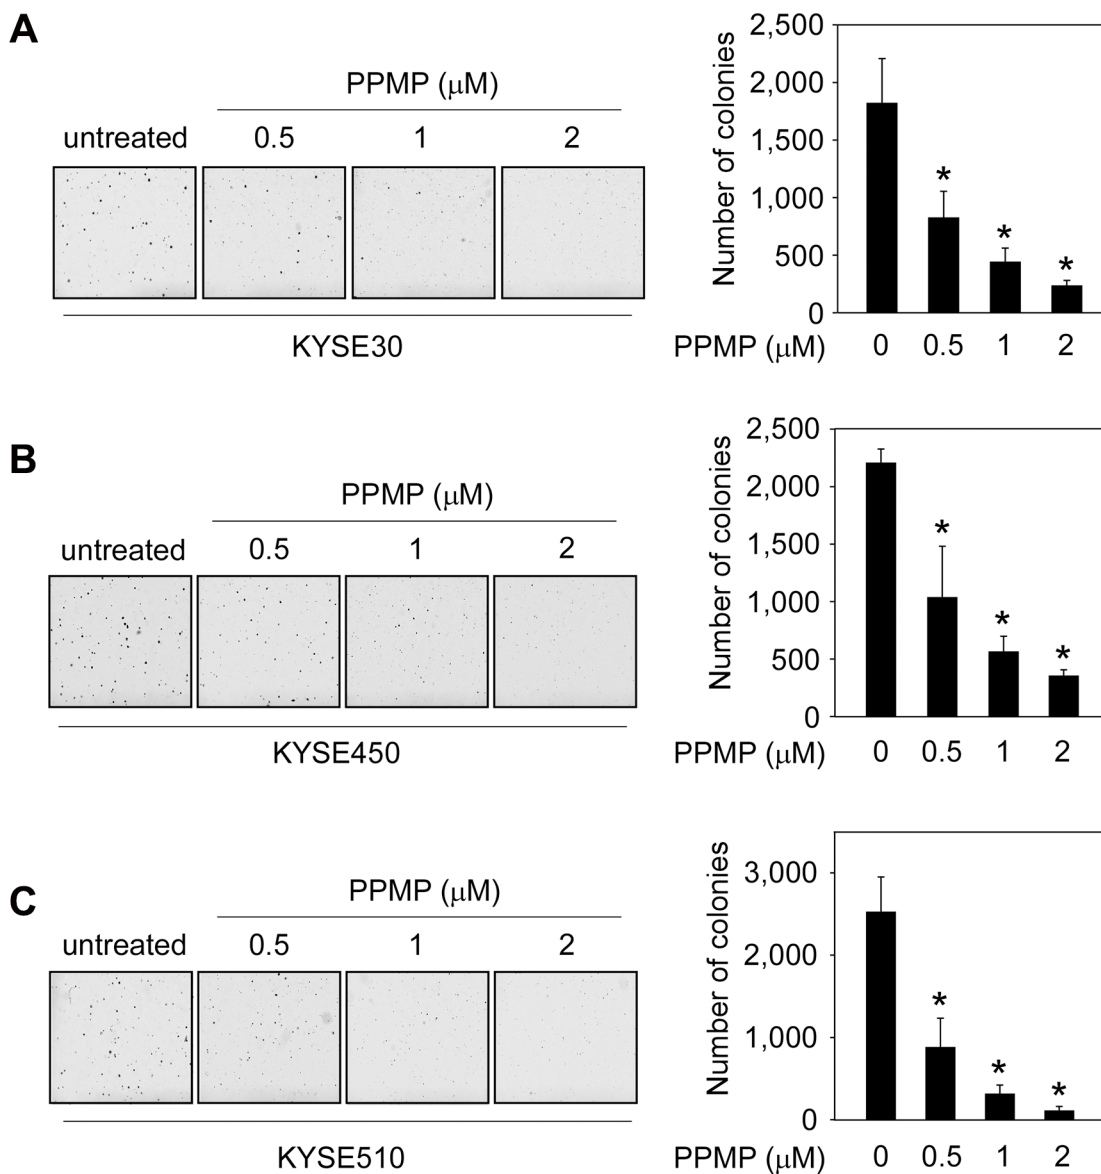 A
PPMP (μM)
untreated 0.5 1 2
KYSE30
Number of colonies
2,500
2,000
1,500
1,000
500
0
*
*
*
PPMP (μM) 0 0.5 1 2
B
PPMP (μM)
untreated 0.5 1 2
KYSE450
Number of colonies
2,500
2,000
1,500
1,000
500
0
*
*
*
PPMP (μM) 0 0.5 1 2
C
PPMP (μM)
untreated 0.5 1 2
KYSE510
Number of colonies
3,000
2,000
1,000
0
*
*
*
PPMP (μM) 0 0.5 1 2